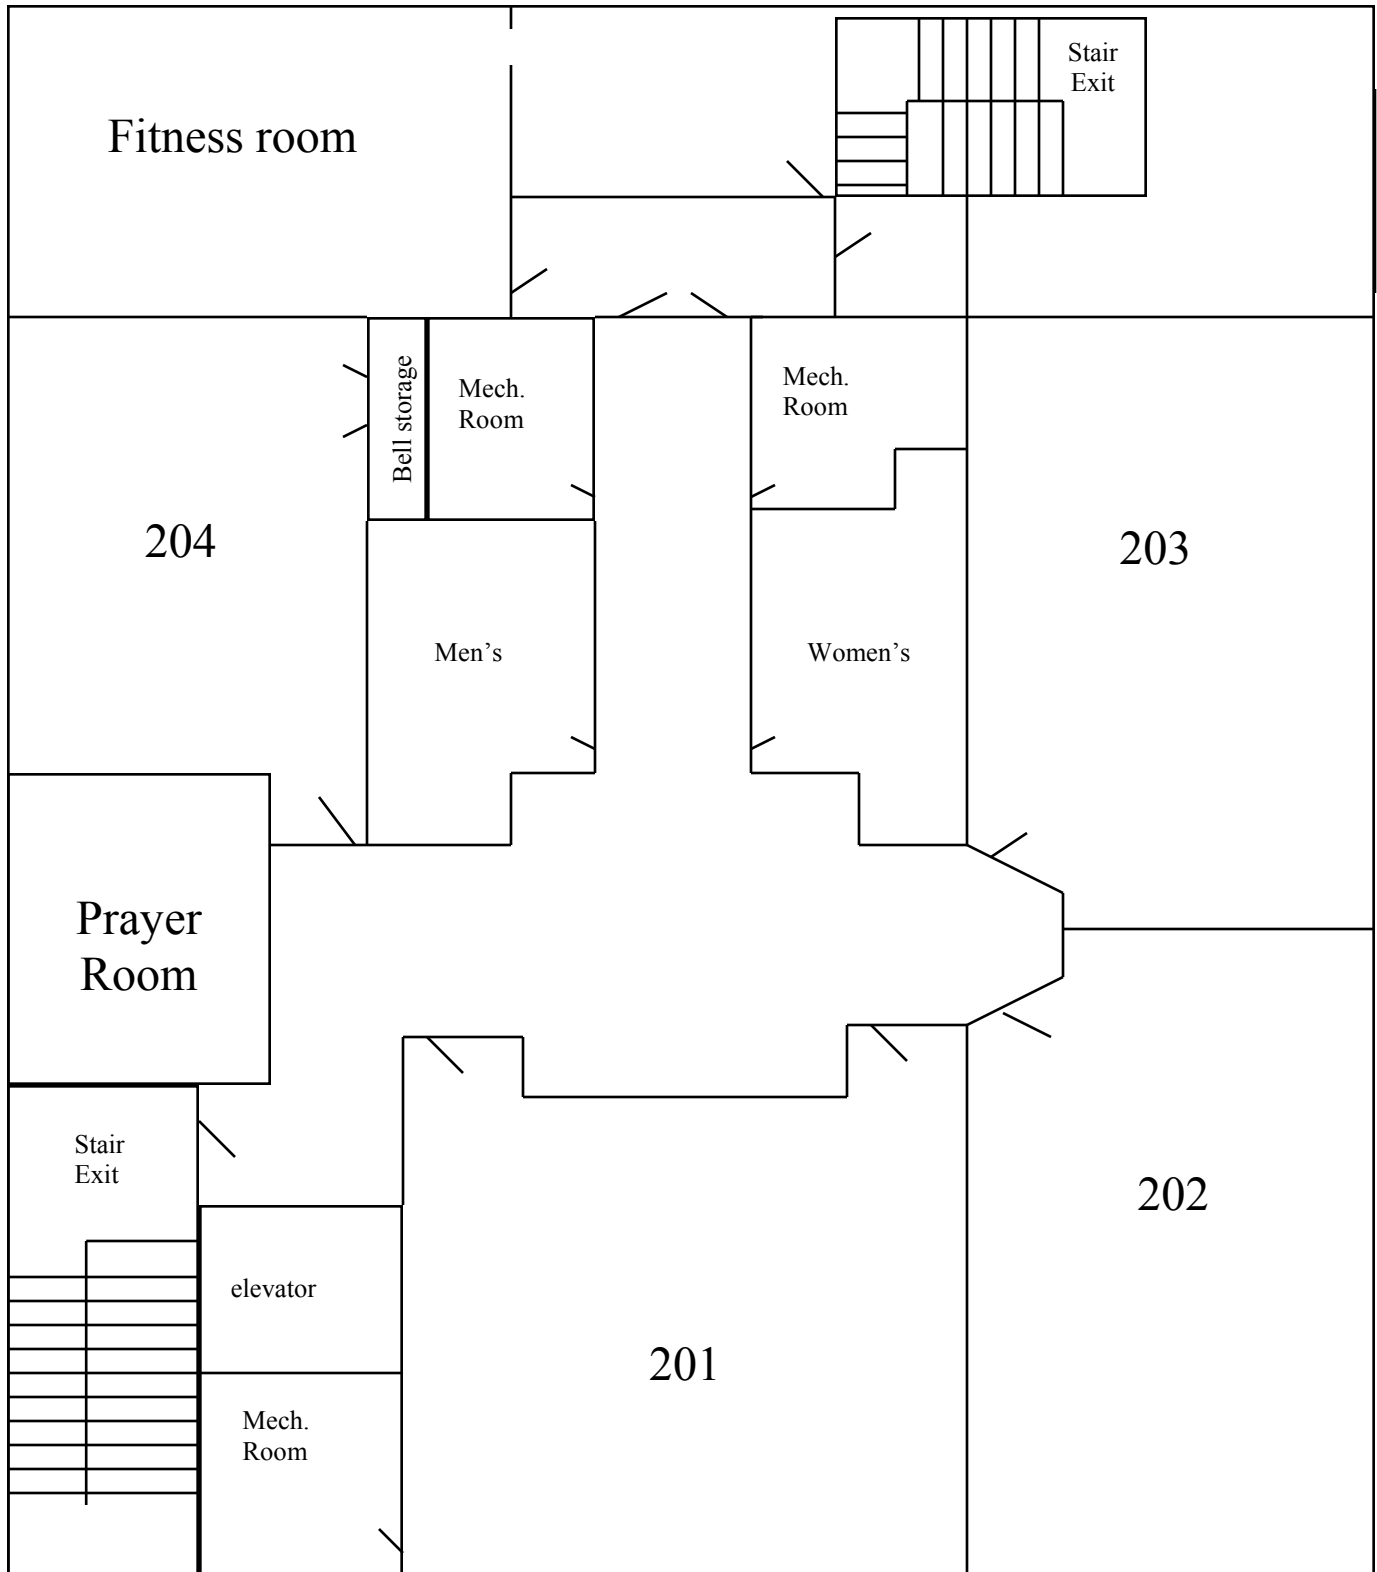 Stair
Exit
Fitness room
Bell storage
Mech.
Room
Mech.
Room
204
203
Men’s
Women’s
Prayer
Room
Stair
Exit
202
elevator
201
Mech.
Room